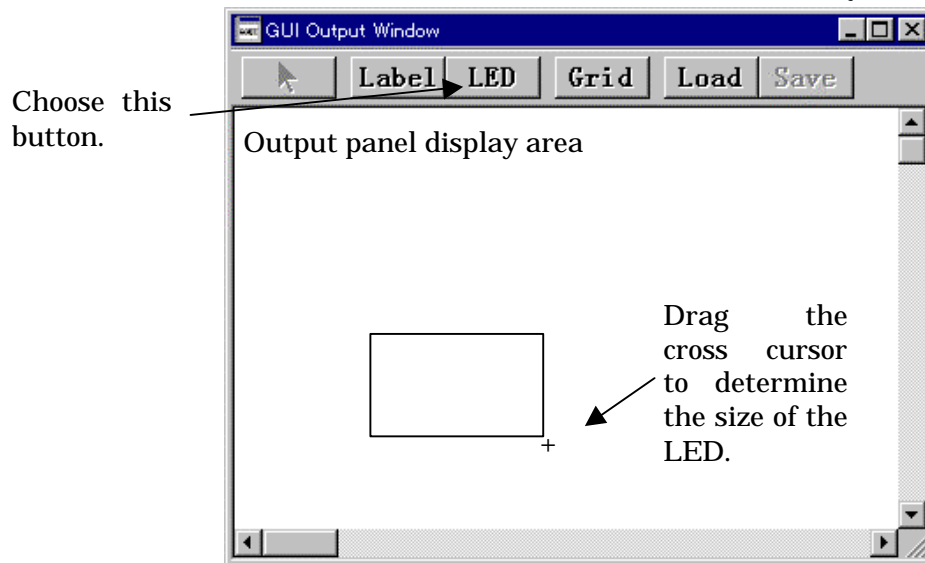 GUI Output Window
Label LED Grid Load Save
Choose this
button.
Output panel display area
Drag the
cross cursor
to determine
the size of the
LED.